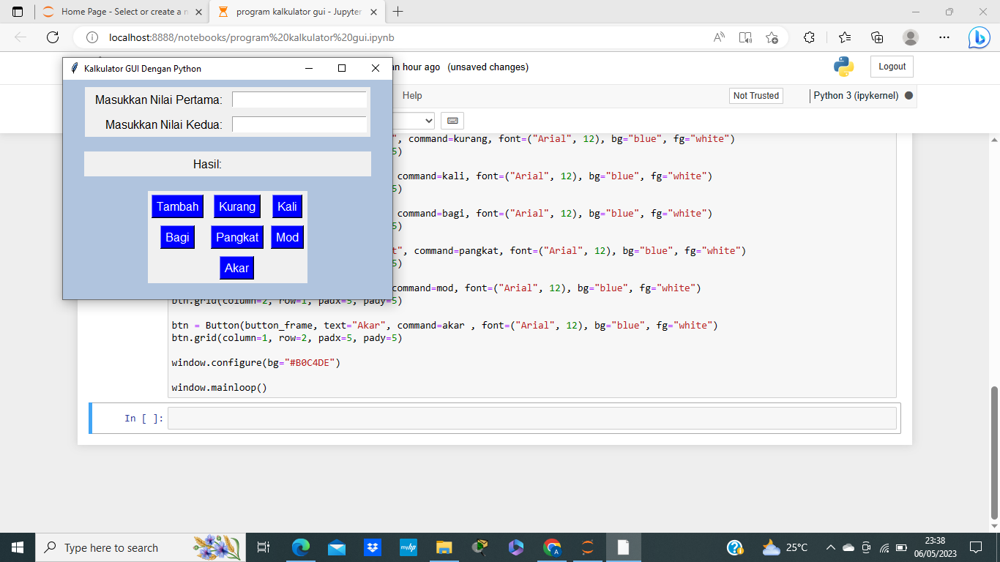 Home Page - Select or create a n
program kalkulator gui - Jupyter
localhost:8888/notebooks/program%20kalkulator%20gui.ipynb
Kalkulator GUI Dengan Python
an hour ago (unsaved changes)
Logout
Help
Not Trusted
Python 3 (ipykernel)
Masukkan Nilai Pertama:
Masukkan Nilai Kedua:
Hasil:
Tambah Kurang Kali
Bagi Pangkat Mod
Akar
", command=kurang, font=("Arial", 12), bg="blue", fg="white")
5)
command=kali, font=("Arial", 12), bg="blue", fg="white")
5)
command=bagi, font=("Arial", 12), bg="blue", fg="white")
5)
t", command=pangkat, font=("Arial", 12), bg="blue", fg="white")
5)
command=mod, font=("Arial", 12), bg="blue", fg="white")
btn.grid(column=2, row=1, padx=5, pady=5)
btn = Button(button_frame, text="Akar", command=akar , font=("Arial", 12), bg="blue", fg="white")
btn.grid(column=1, row=2, padx=5, pady=5)
window.configure(bg="#B0C4DE")
window.mainloop()
In [ ]:
Type here to search
myhp
25°C
23:38
06/05/2023